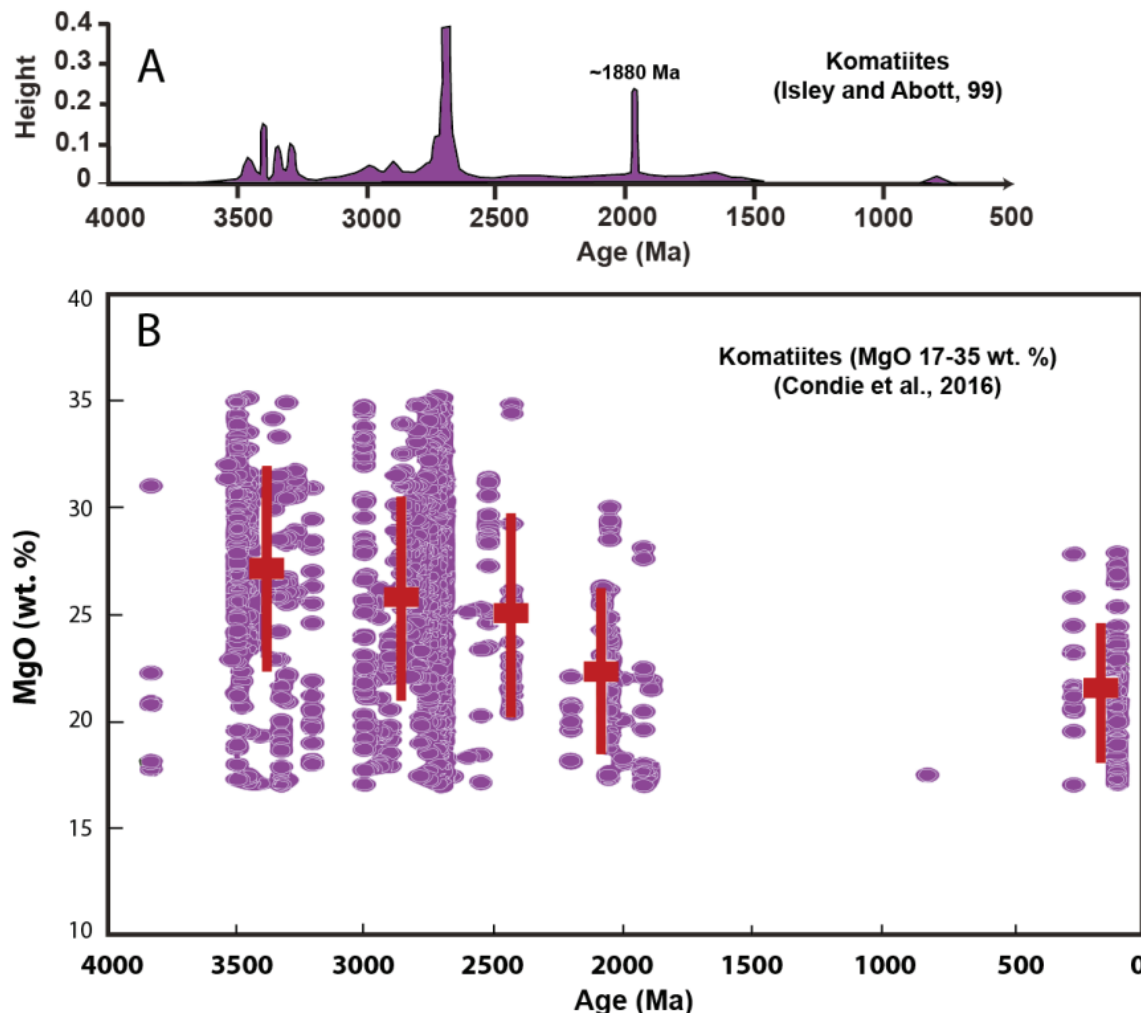 A
Height
0.4
0.3
0.2
0.1
0
~1880 Ma
Komatiites
(Isley and Abott, 99)
4000 3500 3000 2500 2000 1500 1000 500
Age (Ma)
B
MgO (wt. %)
40
35
30
25
20
15
10
Komatiites (MgO 17-35 wt. %)
(Condie et al., 2016)
4000 3500 3000 2500 2000 1500 1000 500 0
Age (Ma)